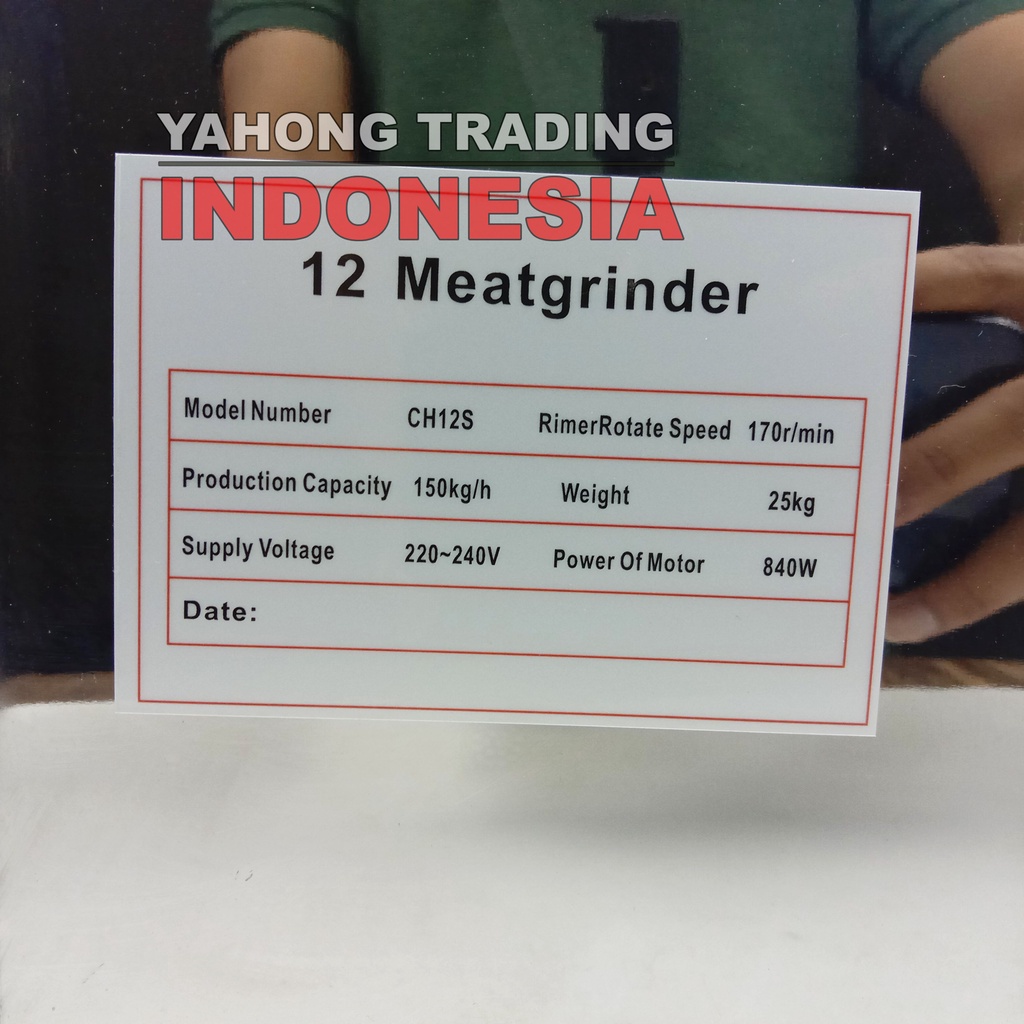 YAHONG TRADING
INDONESIA
12 Meatgrinder
Model Number CH12S RimerRotate Speed 170r/min
Production Capacity 150kg/h Weight 25kg
Supply Voltage 220~240V Power Of Motor 840W
Date: